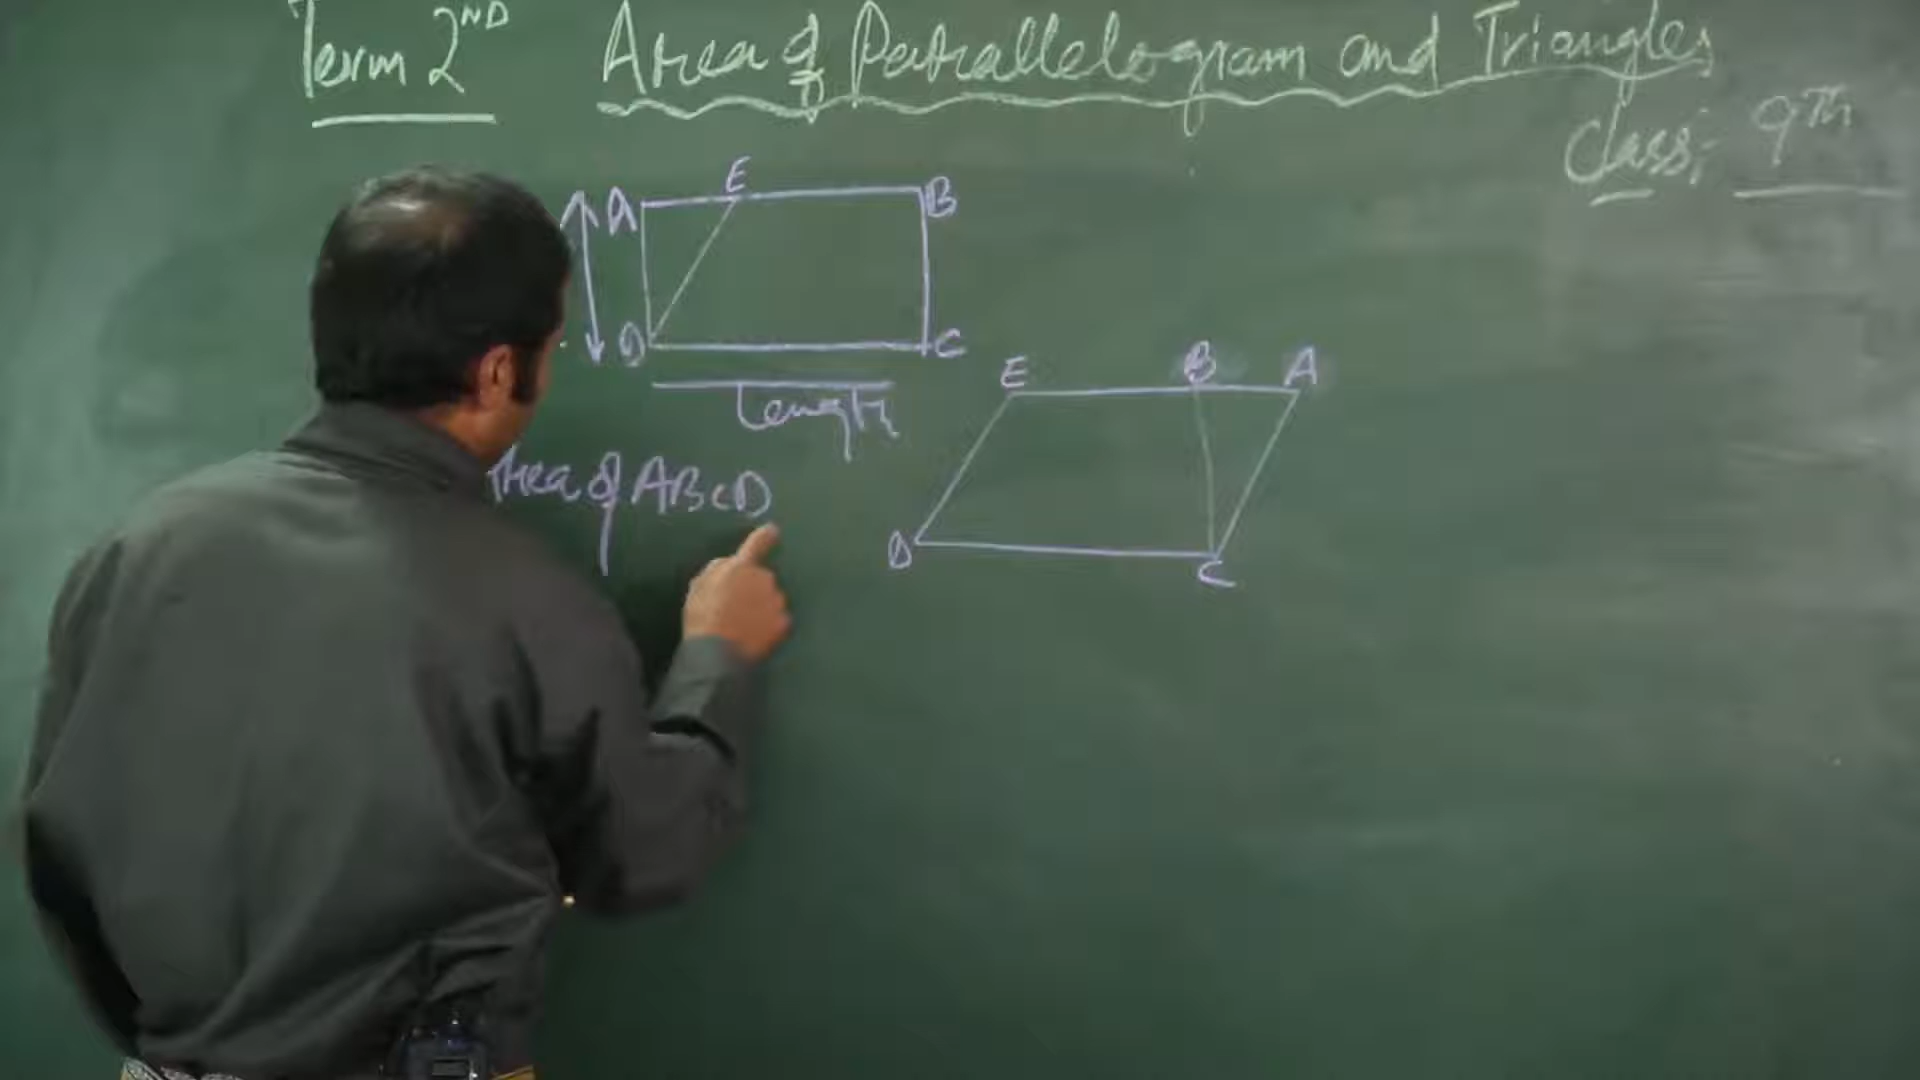 Term 2ND
Area of Parallelogram and Triangles
Class: 9Th
E
A B
D C
Length
E B A
Area of ABCD
D C